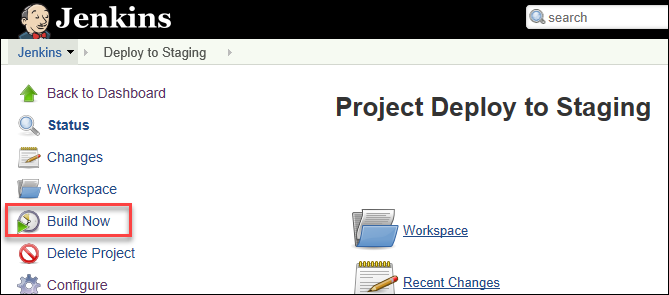 Jenkins
search
Jenkins Deploy to Staging
Back to Dashboard
Status
Changes
Workspace
Build Now
Delete Project
Configure
Project Deploy to Staging
Workspace
Recent Changes